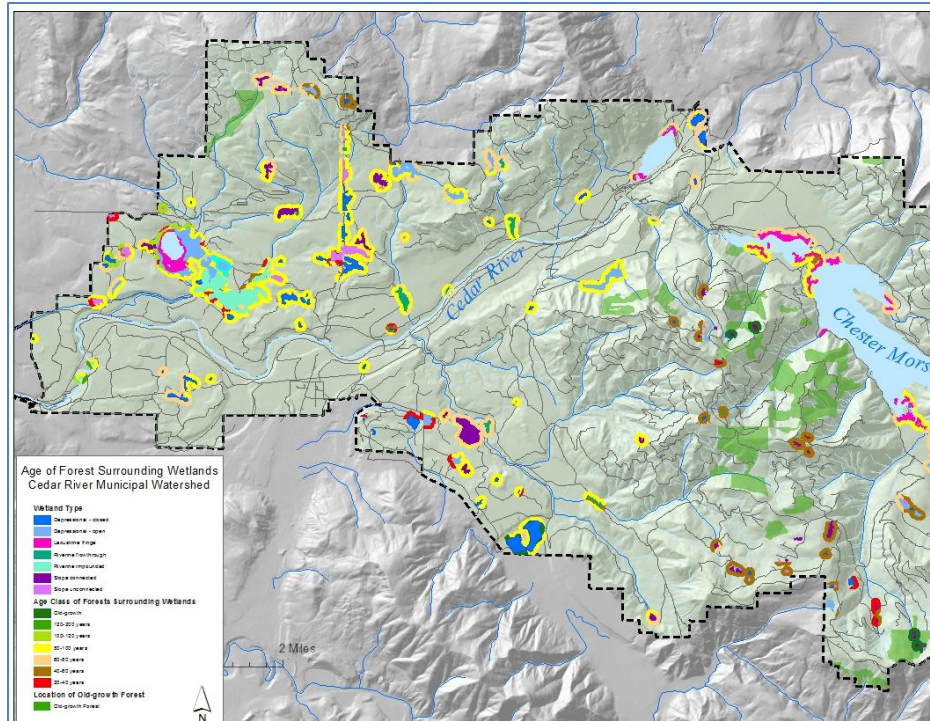 Cedar River
Chester Mors
Age of Forest Surrounding Wetlands
Cedar River Municipal Watershed
Wetland Type
Depressional - closed
Depressional - open
Lacustrine fringe
Riverine flowthrough
Riverine impounded
Slope connected
Slope unconnected
Age Class of Forests Surrounding Wetlands
Old-growth
120-200 years
100-120 years
80-100 years
60-80 years
40-60 years
20-40 years
Location of Old-growth Forest
Old-growth Forest
2 Miles
N